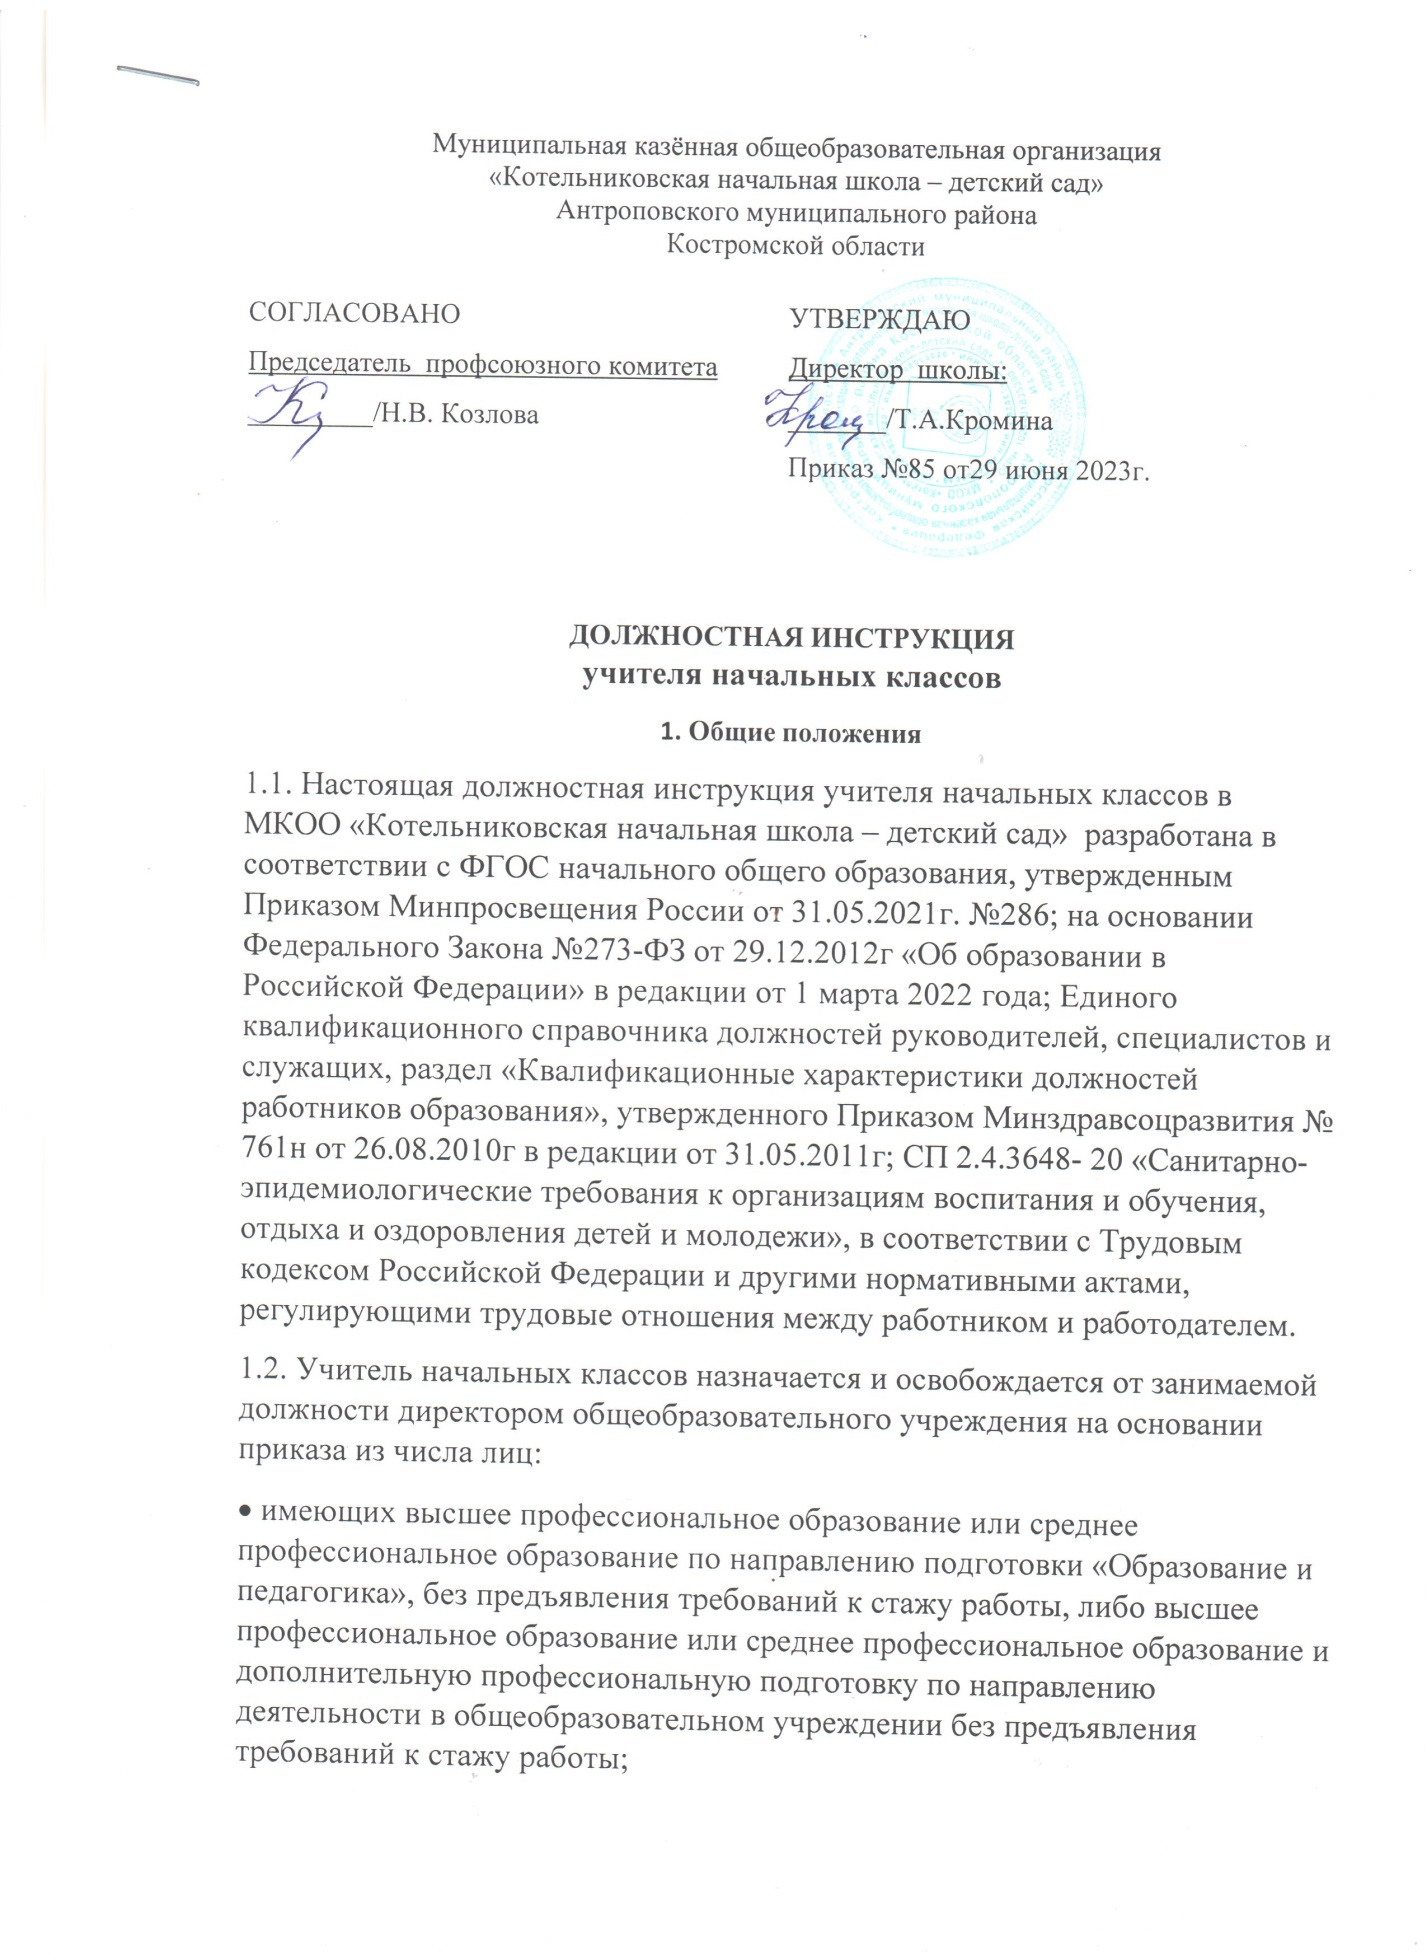 Муниципальная казённая общеобразовательная организация
«Котельниковская начальная школа – детский сад»
Антроповского муниципального района
Костромской области
СОГЛАСОВАНО
Председатель  профсоюзного комитета
_________/Н.В. Козлова
УТВЕРЖДАЮ
Директор  школы:
_______/Т.А.Кромина
Приказ №85 от29 июня 2023г.
ДОЛЖНОСТНАЯ ИНСТРУКЦИЯ
учителя начальных классов
1. Общие положения
1.1. Настоящая должностная инструкция учителя начальных классов в
МКОО «Котельниковская начальная школа – детский сад»  разработана в
соответствии с ФГОС начального общего образования, утвержденным
Приказом Минпросвещения России от 31.05.2021г. №286; на основании
Федерального Закона №273-ФЗ от 29.12.2012г «Об образовании в
Российской Федерации» в редакции от 1 марта 2022 года; Единого
квалификационного справочника должностей руководителей, специалистов и
служащих, раздел «Квалификационные характеристики должностей
работников образования», утвержденного Приказом Минздравсоцразвития №
761н от 26.08.2010г в редакции от 31.05.2011г; СП 2.4.3648- 20 «Санитарно-
эпидемиологические требования к организациям воспитания и обучения,
отдыха и оздоровления детей и молодежи», в соответствии с Трудовым
кодексом Российской Федерации и другими нормативными актами,
регулирующими трудовые отношения между работником и работодателем.
1.2. Учитель начальных классов назначается и освобождается от занимаемой
должности директором общеобразовательного учреждения на основании
приказа из числа лиц:
• имеющих высшее профессиональное образование или среднее
профессиональное образование по направлению подготовки «Образование и
педагогика», без предъявления требований к стажу работы, либо высшее
профессиональное образование или среднее профессиональное образование и
дополнительную профессиональную подготовку по направлению
деятельности в общеобразовательном учреждении без предъявления
требований к стажу работы;